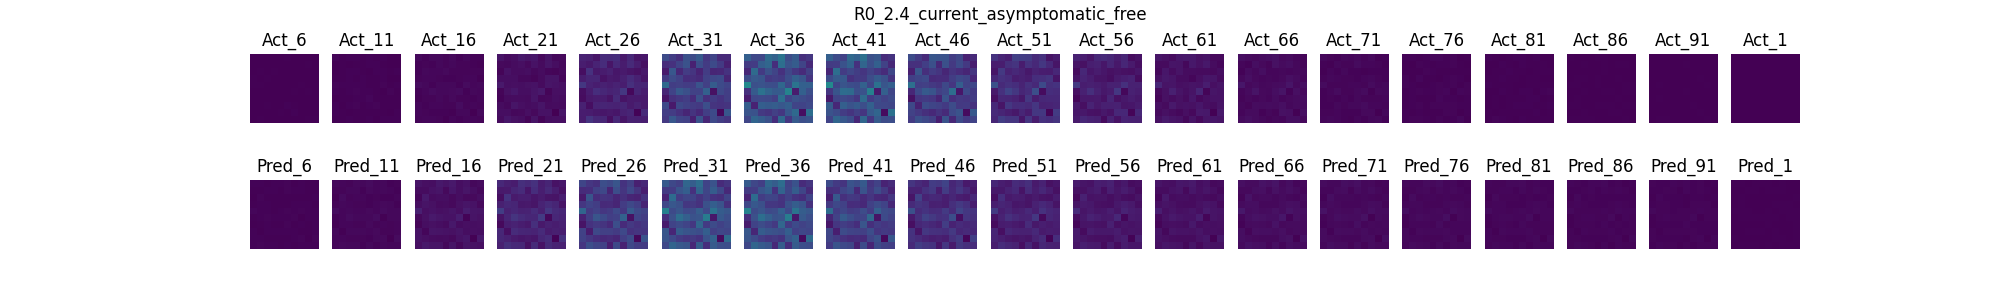 R0_2.4_current_asymptomatic_free
Act_6 Act_11 Act_16 Act_21 Act_26 Act_31 Act_36 Act_41 Act_46 Act_51 Act_56 Act_61 Act_66 Act_71 Act_76 Act_81 Act_86 Act_91 Act_1
Pred_6 Pred_11 Pred_16 Pred_21 Pred_26 Pred_31 Pred_36 Pred_41 Pred_46 Pred_51 Pred_56 Pred_61 Pred_66 Pred_71 Pred_76 Pred_81 Pred_86 Pred_91 Pred_1